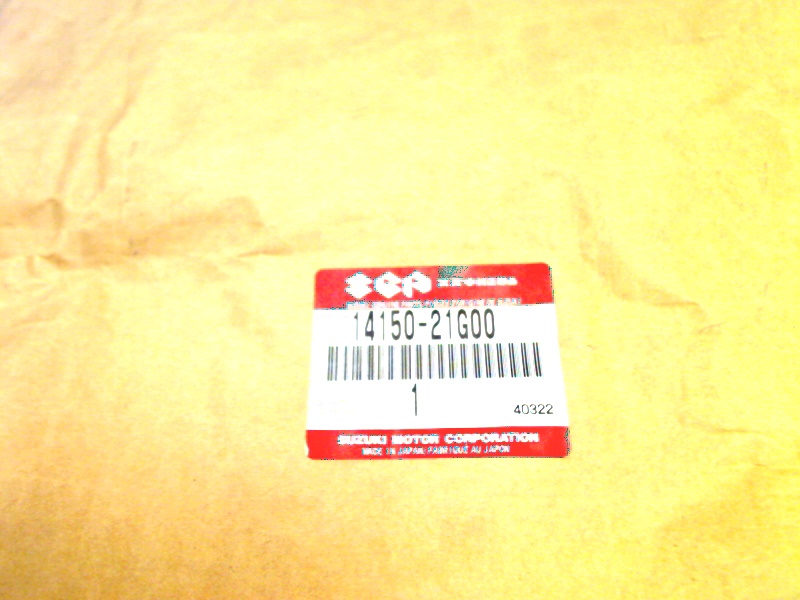 SGP
14150-21G00
1
40322
SUZUKI MOTOR CORPORATION
MADE IN JAPAN/FABRIQUÉ AU JAPON